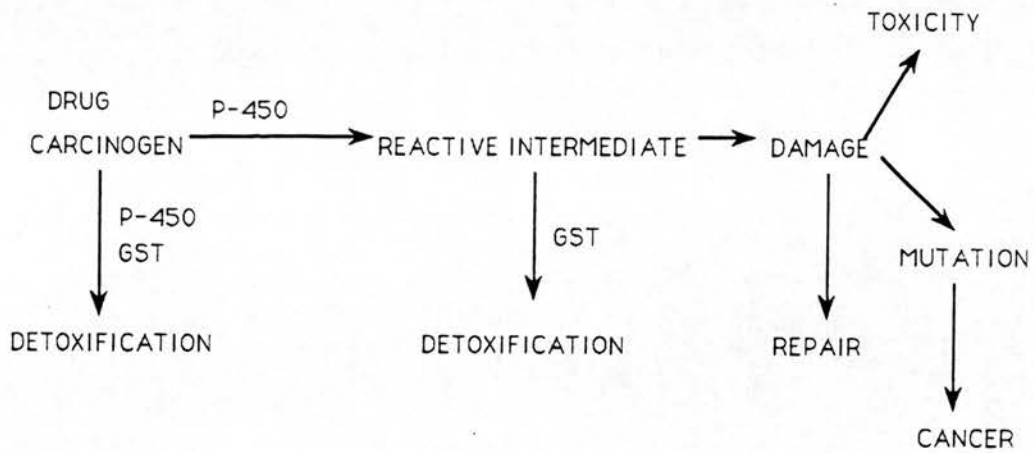 TOXICITY
DRUG
CARCINOGEN
P-450
REACTIVE INTERMEDIATE
DAMAGE
P-450
GST
GST
MUTATION
DETOXIFICATION
DETOXIFICATION
REPAIR
CANCER